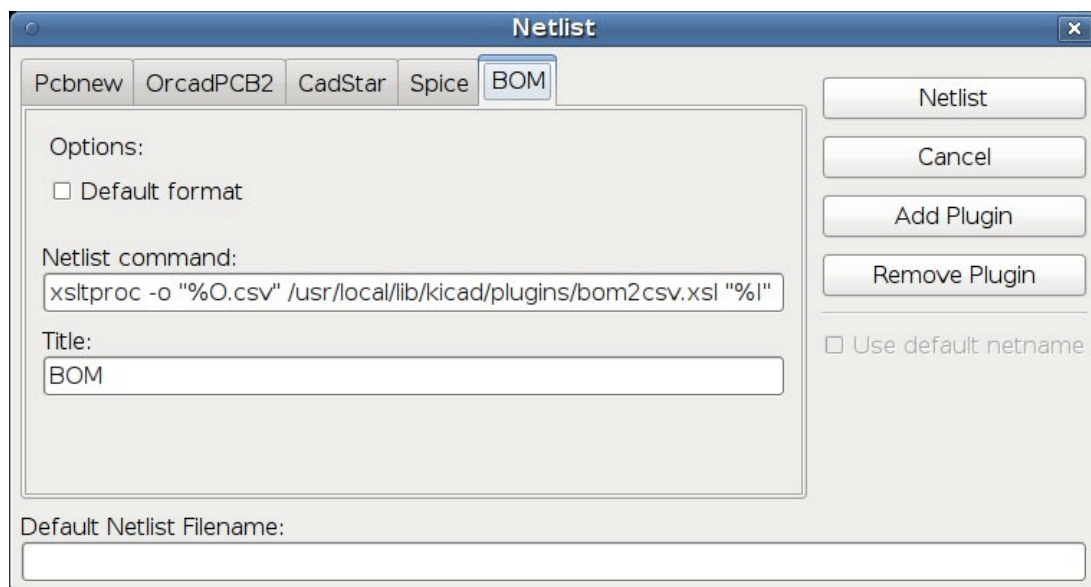 Netlist
Pcbnew OrcadPCB2 CadStar Spice BOM
Netlist
Options:
Cancel
Default format
Add Plugin
Netlist command:
Remove Plugin
xsltproc -o "%O.csv" /usr/local/lib/kicad/plugins/bom2csv.xsl "%I"
Title:
Use default netname
BOM
Default Netlist Filename: